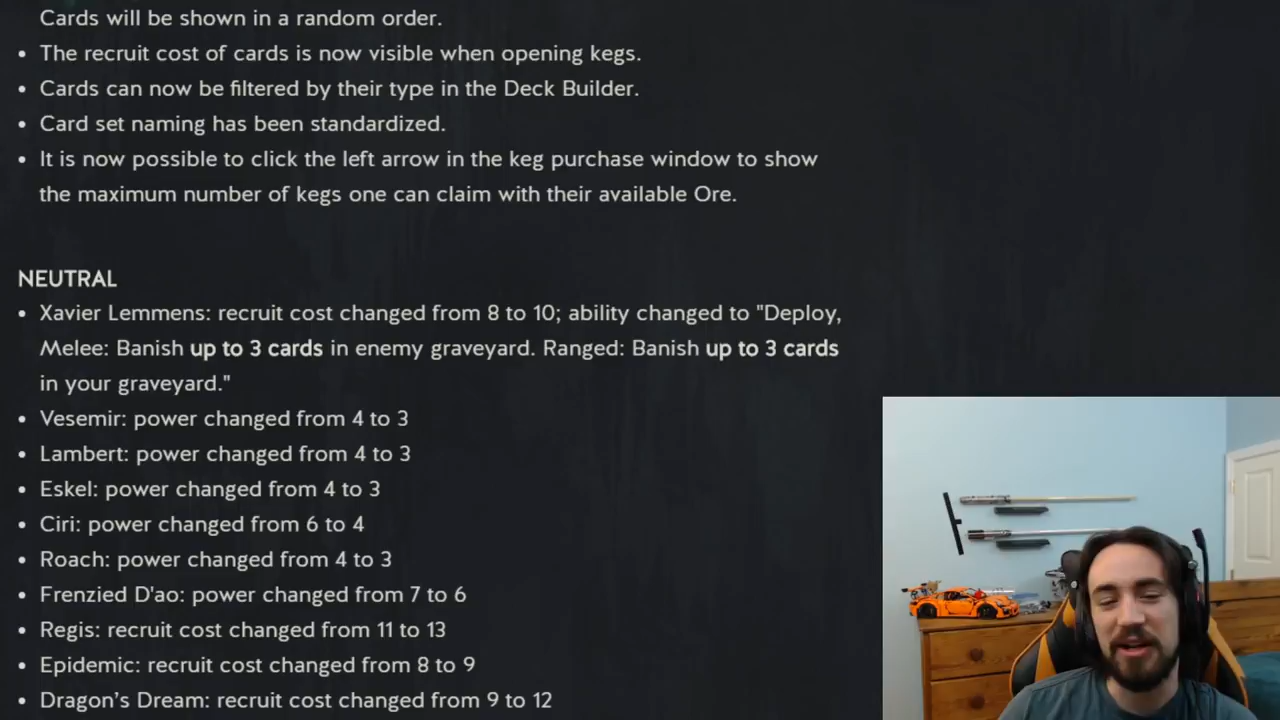 Cards will be shown in a random order.
• The recruit cost of cards is now visible when opening kegs.
• Cards can now be filtered by their type in the Deck Builder.
• Card set naming has been standardized.
• It is now possible to click the left arrow in the keg purchase window to show
the maximum number of kegs one can claim with their available Ore.
NEUTRAL
• Xavier Lemmens: recruit cost changed from 8 to 10; ability changed to "Deploy,
Melee: Banish up to 3 cards in enemy graveyard. Ranged: Banish up to 3 cards
in your graveyard."
• Vesemir: power changed from 4 to 3
• Lambert: power changed from 4 to 3
• Eskel: power changed from 4 to 3
• Ciri: power changed from 6 to 4
• Roach: power changed from 4 to 3
• Frenzied D'ao: power changed from 7 to 6
• Regis: recruit cost changed from 11 to 13
• Epidemic: recruit cost changed from 8 to 9
• Dragon's Dream: recruit cost changed from 9 to 12